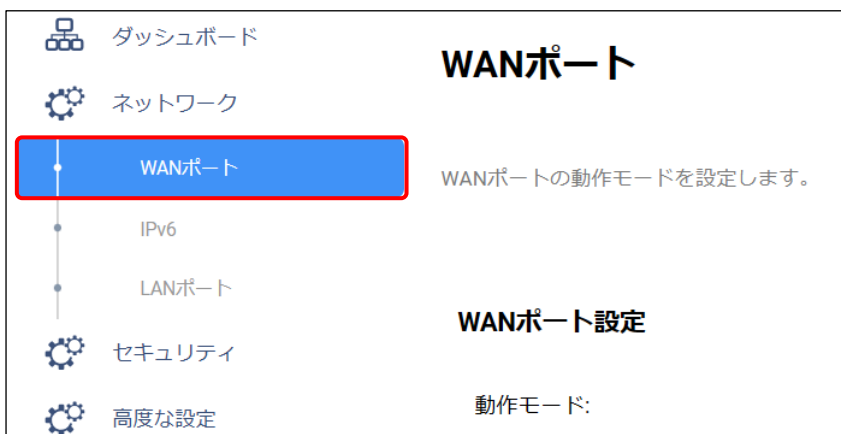 ダッシュボード
ネットワーク
WANポート
IPv6
LANポート
セキュリティ
高度な設定
WANポート
WANポートの動作モードを設定します。
WANポート設定
動作モード: